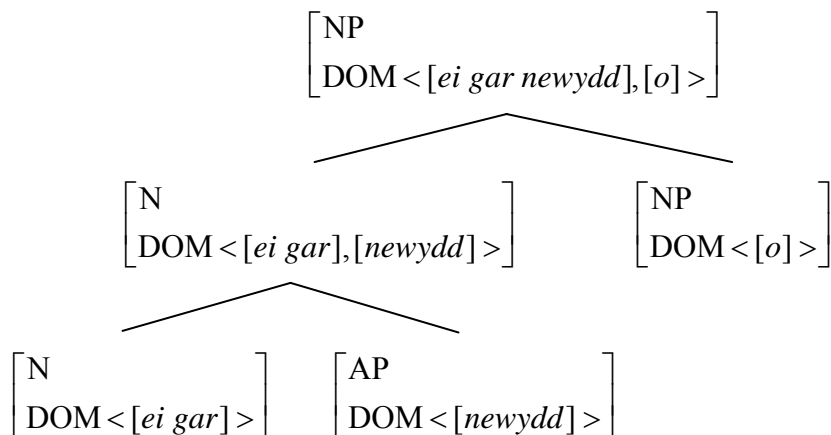 NP
DOM < [ei gar newydd],[o] >
N
DOM < [ei gar],[newydd] >
NP
DOM < [o] >
N
DOM < [ei gar] >
AP
DOM < [newydd] >